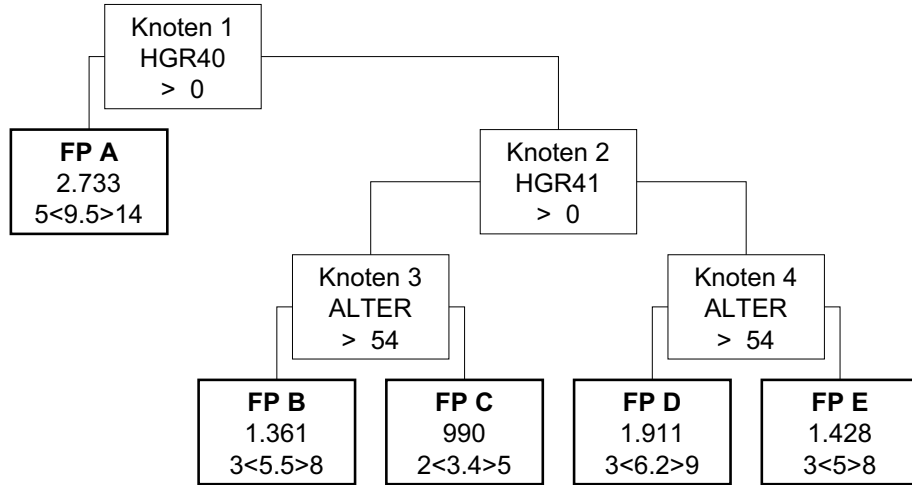 Knoten 1
HGR40
> 0
FP A
2.733
5<9.5>14
Knoten 2
HGR41
> 0
Knoten 3
ALTER
> 54
Knoten 4
ALTER
> 54
FP B
1.361
3<5.5>8
FP C
990
2<3.4>5
FP D
1.911
3<6.2>9
FP E
1.428
3<5>8